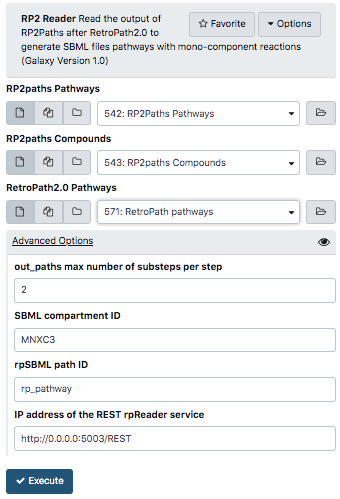 RP2 Reader Read the output of
RP2Paths after RetroPath2.0 to
generate SBML files pathways with mono-component reactions
(Galaxy Version 1.0)
Favorite
Options
RP2paths Pathways
542: RP2Paths Pathways
RP2paths Compounds
543: RP2paths Compounds
RetroPath2.0 Pathways
571: RetroPath pathways
Advanced Options
out_paths max number of substeps per step
2
SBML compartment ID
MNXC3
rpSBML path ID
rp_pathway
IP address of the REST rpReader service
http://0.0.0.0:5003/REST
Execute